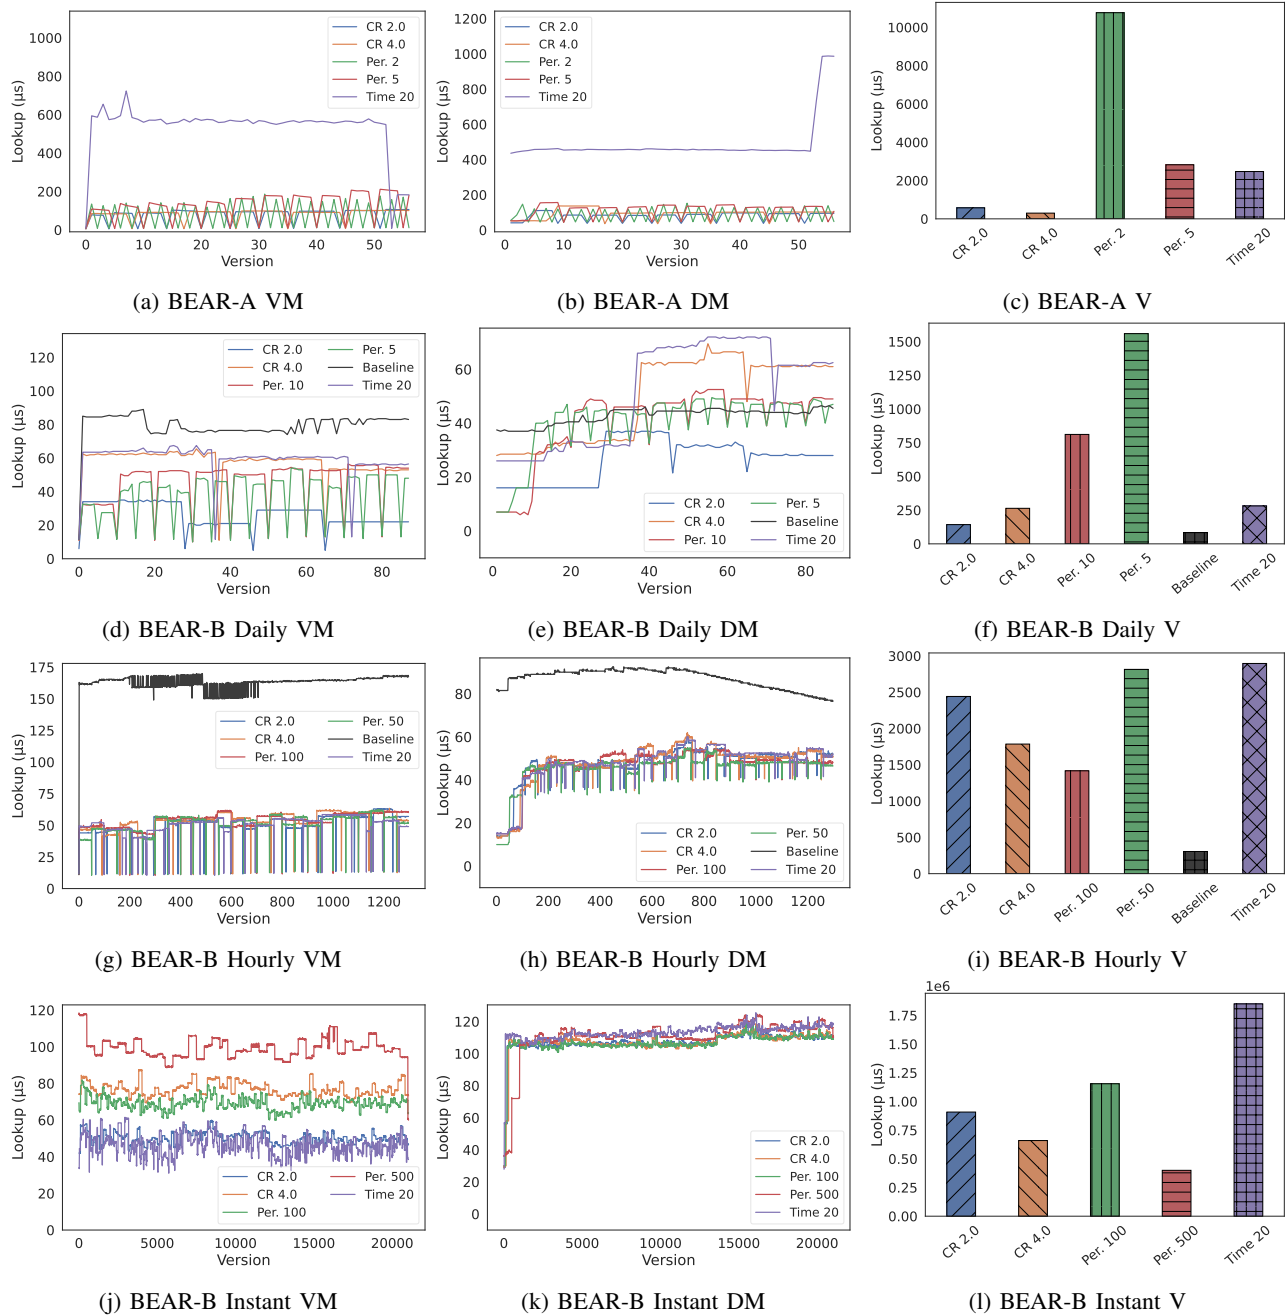 1000
800
600
400
200
0
Lookup (μs)
CR 2.0
CR 4.0
Per. 2
Per. 5
Time 20
0 10 20 30 40 50
Version
(a) BEAR-A VM
1200
1000
800
600
400
200
0
Lookup (μs)
CR 2.0
CR 4.0
Per. 2
Per. 5
Time 20
0 10 20 30 40 50
Version
(b) BEAR-A DM
10000
8000
6000
4000
2000
0
Lookup (μs)
CR 2.0 CR 4.0 Per. 2 Per. 5 Time 20
(c) BEAR-A V
120
100
80
60
40
20
0
Lookup (μs)
CR 2.0 Per. 5
CR 4.0 Baseline
Per. 10 Time 20
0 20 40 60 80
Version
(d) BEAR-B Daily VM
60
40
20
0
Lookup (μs)
CR 2.0 Per. 5
CR 4.0 Baseline
Per. 10 Time 20
0 20 40 60 80
Version
(e) BEAR-B Daily DM
1500
1250
1000
750
500
250
0
Lookup (μs)
CR 2.0 CR 4.0 Per. 10 Per. 5 Baseline Time 20
(f) BEAR-B Daily V
175
150
125
100
75
50
25
0
Lookup (μs)
CR 2.0 Per. 50
CR 4.0 Baseline
Per. 100 Time 20
0 200 400 600 800 1000 1200
Version
(g) BEAR-B Hourly VM
80
60
40
20
0
Lookup (μs)
CR 2.0 Per. 50
CR 4.0 Baseline
Per. 100 Time 20
0 200 400 600 800 1000 1200
Version
(h) BEAR-B Hourly DM
3000
2500
2000
1500
1000
500
0
Lookup (μs)
CR 2.0 CR 4.0 Per. 100 Per. 50 Baseline Time 20
(i) BEAR-B Hourly V
120
100
80
60
40
20
0
Lookup (μs)
CR 2.0 Per. 500
CR 4.0 Time 20
Per. 100
0 5000 10000 15000 20000
Version
(j) BEAR-B Instant VM
120
100
80
60
40
20
0
Lookup (μs)
CR 2.0
CR 4.0
Per. 100
Per. 500
Time 20
0 5000 10000 15000 20000
Version
(k) BEAR-B Instant DM
1e6
1.75
1.50
1.25
1.00
0.75
0.50
0.25
0.00
Lookup (μs)
CR 2.0 CR 4.0 Per. 100 Per. 500 Time 20
(l) BEAR-B Instant V